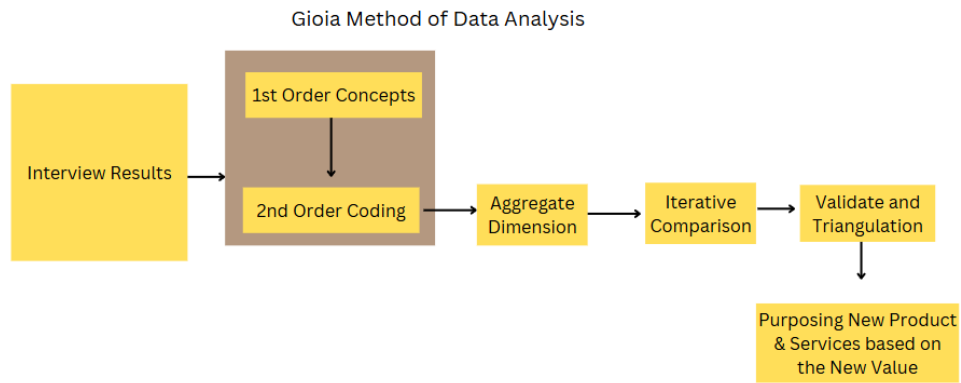 Gioia Method of Data Analysis
1st Order Concepts
Interview Results
2nd Order Coding
Aggregate
Dimension
Iterative
Comparison
Validate and
Triangulation
Purposing New Product
& Services based on
the New Value